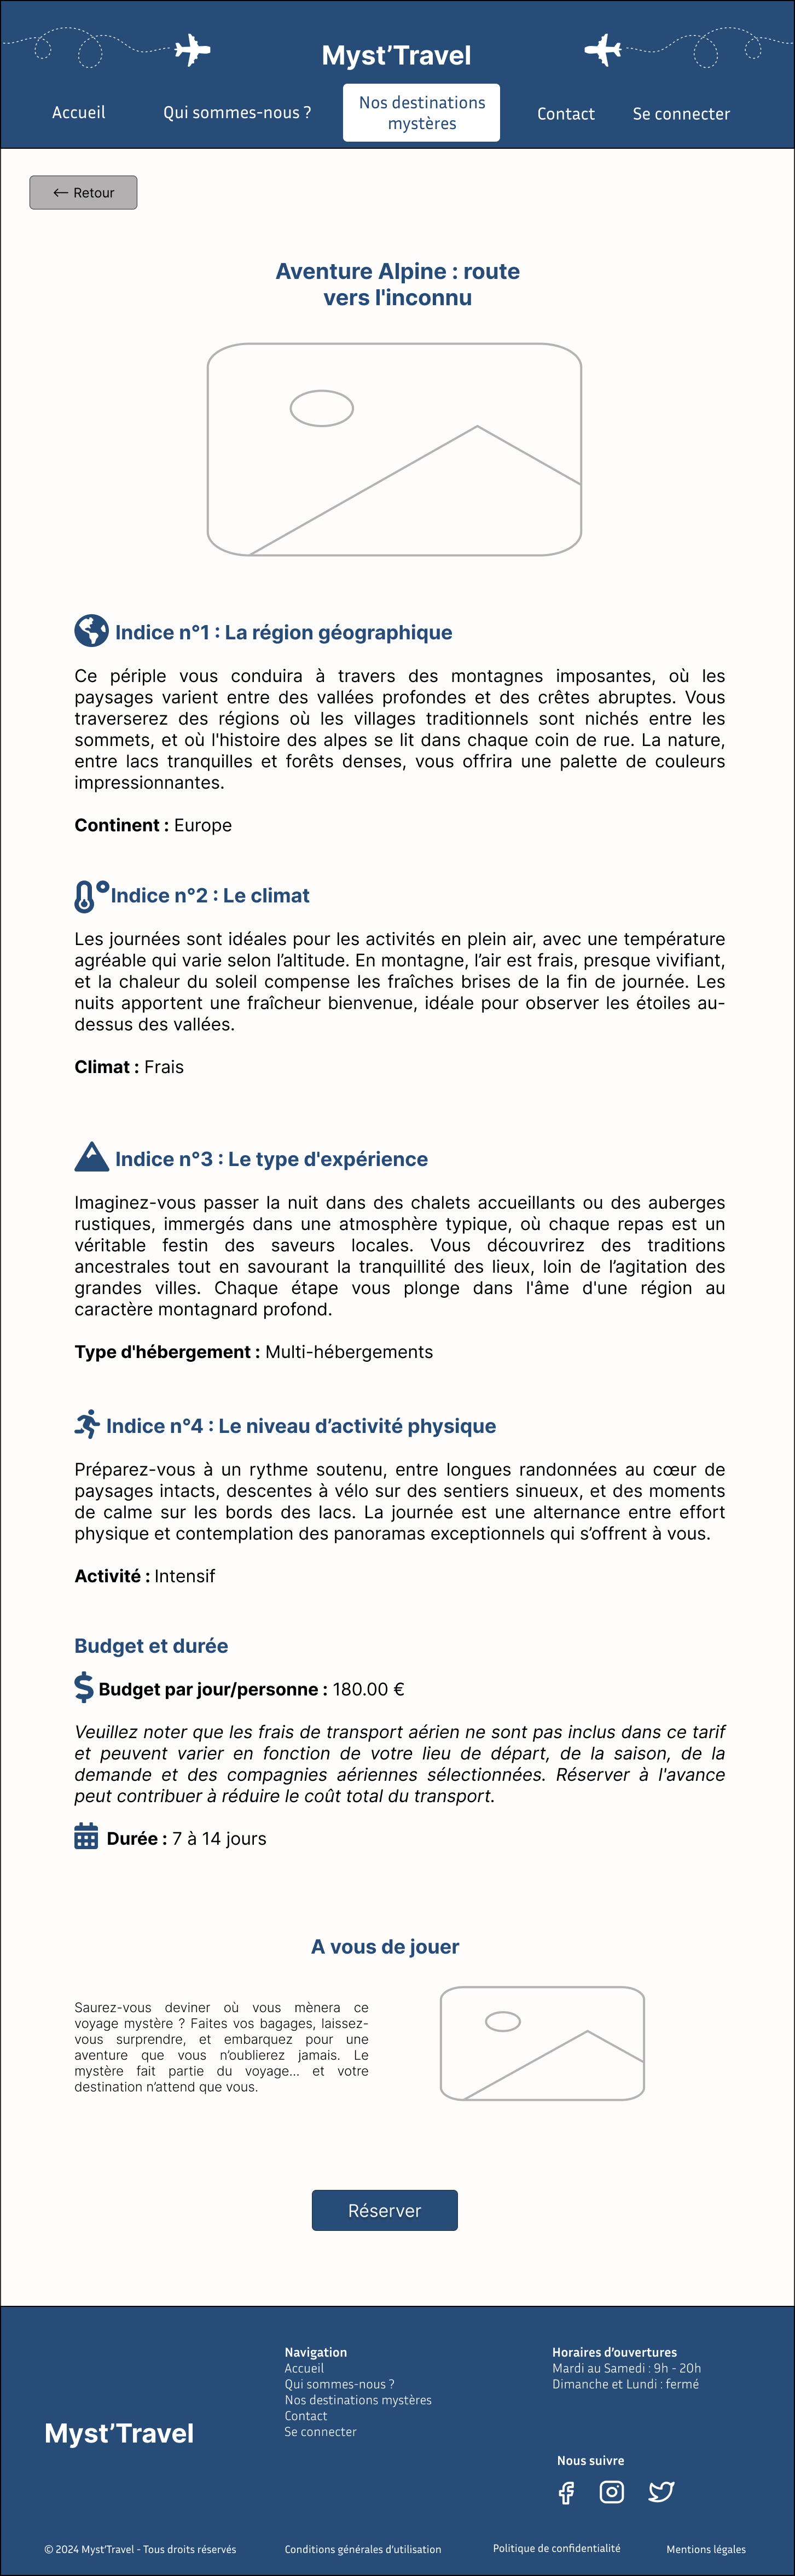 Myst’Travel
Accueil
Qui sommes-nous ?
Nos destinations
mystères
Contact
Se connecter
← Retour
Aventure Alpine : route
vers l'inconnu
Indice n°1 : La région géographique
Ce périple vous conduira à travers des montagnes imposantes, où les
paysages varient entre des vallées profondes et des crêtes abruptes. Vous
traverserez des régions où les villages traditionnels sont nichés entre les
sommets, et où l'histoire des alpes se lit dans chaque coin de rue. La nature,
entre lacs tranquilles et forêts denses, vous offrira une palette de couleurs
impressionnantes.
Continent : Europe
Indice n°2 : Le climat
Les journées sont idéales pour les activités en plein air, avec une température
agréable qui varie selon l’altitude. En montagne, l’air est frais, presque vivifiant,
et la chaleur du soleil compense les fraîches brises de la fin de journée. Les
nuits apportent une fraîcheur bienvenue, idéale pour observer les étoiles au-
dessus des vallées.
Climat : Frais
Indice n°3 : Le type d'expérience
Imaginez-vous passer la nuit dans des chalets accueillants ou des auberges
rustiques, immergés dans une atmosphère typique, où chaque repas est un
véritable festin des saveurs locales. Vous découvrirez des traditions
ancestrales tout en savourant la tranquillité des lieux, loin de l’agitation des
grandes villes. Chaque étape vous plonge dans l'âme d'une région au
caractère montagnard profond.
Type d'hébergement : Multi-hébergements
Indice n°4 : Le niveau d’activité physique
Préparez-vous à un rythme soutenu, entre longues randonnées au cœur de
paysages intacts, descentes à vélo sur des sentiers sinueux, et des moments
de calme sur les bords des lacs. La journée est une alternance entre effort
physique et contemplation des panoramas exceptionnels qui s’offrent à vous.
Activité : Intensif
Budget et durée
Budget par jour/personne : 180.00 €
Veuillez noter que les frais de transport aérien ne sont pas inclus dans ce tarif
et peuvent varier en fonction de votre lieu de départ, de la saison, de la
demande et des compagnies aériennes sélectionnées. Réserver à l'avance
peut contribuer à réduire le coût total du transport.
Durée : 7 à 14 jours
A vous de jouer
Saurez-vous deviner où vous mènera ce
voyage mystère ? Faites vos bagages, laissez-
vous surprendre, et embarquez pour une
aventure que vous n’oublierez jamais. Le
mystère fait partie du voyage... et votre
destination n’attend que vous.
Réserver
Myst’Travel
Navigation
Accueil
Qui sommes-nous ?
Nos destinations mystères
Contact
Se connecter
Horaires d’ouvertures
Mardi au Samedi : 9h - 20h
Dimanche et Lundi : fermé
Nous suivre
© 2024 Myst’Travel - Tous droits réservés
Conditions générales d'utilisation
Politique de confidentialité
Mentions légales